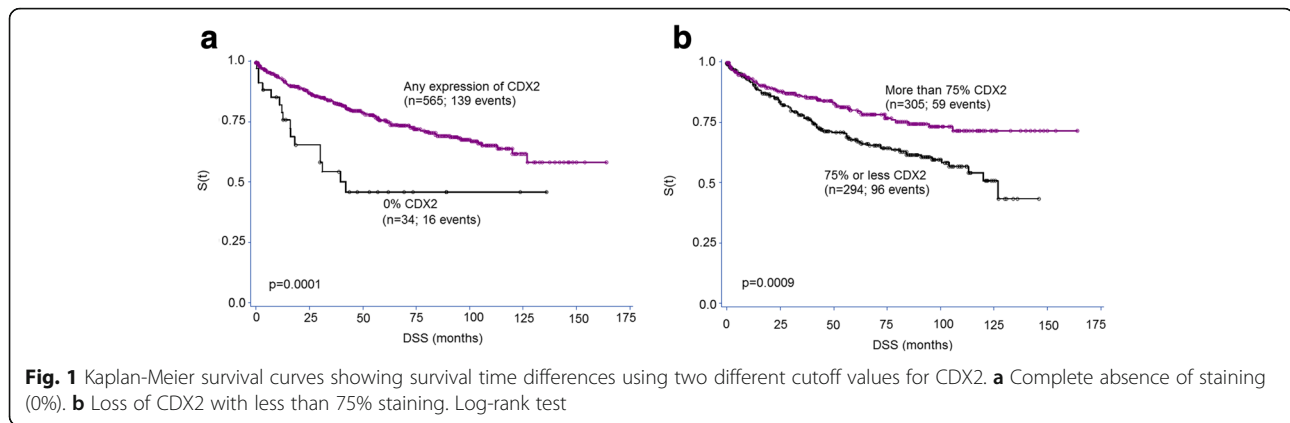 a
1.0
0.75
0.5
0.25
0.0
S(t)
Any expression of CDX2
(n=565; 139 events)
0% CDX2
(n=34; 16 events)
p=0.0001
0 25 50 75 100 125 150 175
DSS (months)
b
1.0
0.75
0.5
0.25
0.0
S(t)
More than 75% CDX2
(n=305; 59 events)
75% or less CDX2
(n=294; 96 events)
p=0.0009
0 25 50 75 100 125 150 175
DSS (months)
Fig. 1 Kaplan-Meier survival curves showing survival time differences using two different cutoff values for CDX2. a Complete absence of staining
(0%). b Loss of CDX2 with less than 75% staining. Log-rank test